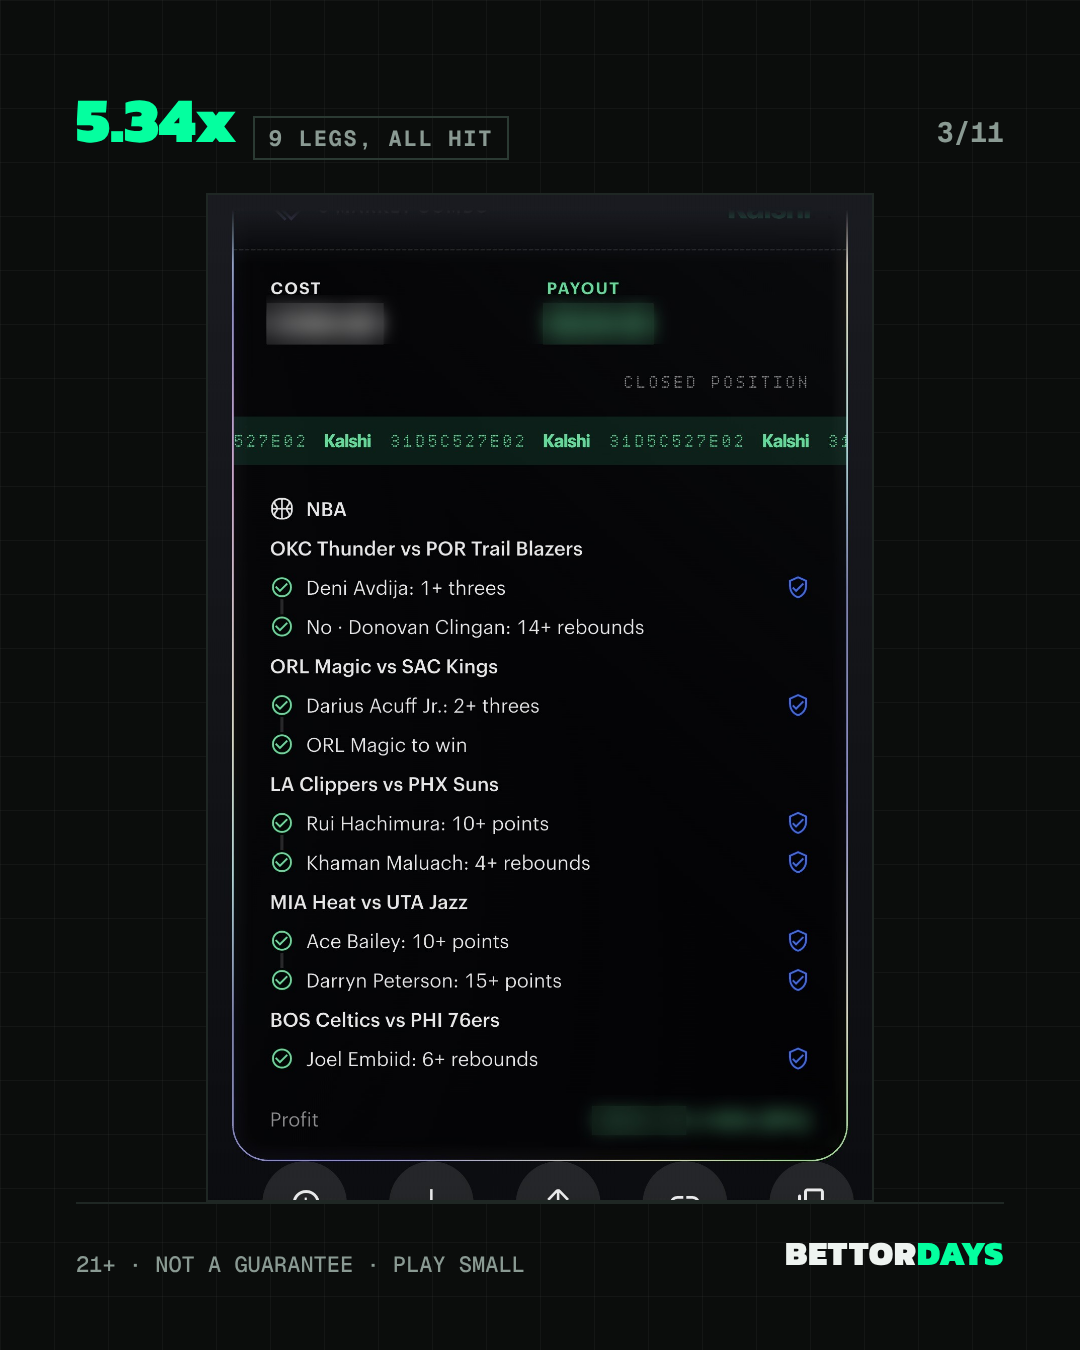 5.34x
9 LEGS, ALL HIT
3/11
Kalshi
COST
PAYOUT
CLOSED POSITION
527E02 Kalshi 31D5C527E02 Kalshi 31D5C527E02 Kalshi 31
NBA
OKC Thunder vs POR Trail Blazers
Deni Avdija: 1+ threes
No · Donovan Clingan: 14+ rebounds
ORL Magic vs SAC Kings
Darius Acuff Jr.: 2+ threes
ORL Magic to win
LA Clippers vs PHX Suns
Rui Hachimura: 10+ points
Khaman Maluach: 4+ rebounds
MIA Heat vs UTA Jazz
Ace Bailey: 10+ points
Darryn Peterson: 15+ points
BOS Celtics vs PHI 76ers
Joel Embiid: 6+ rebounds
Profit
21+ · NOT A GUARANTEE · PLAY SMALL
BETTORDAYS